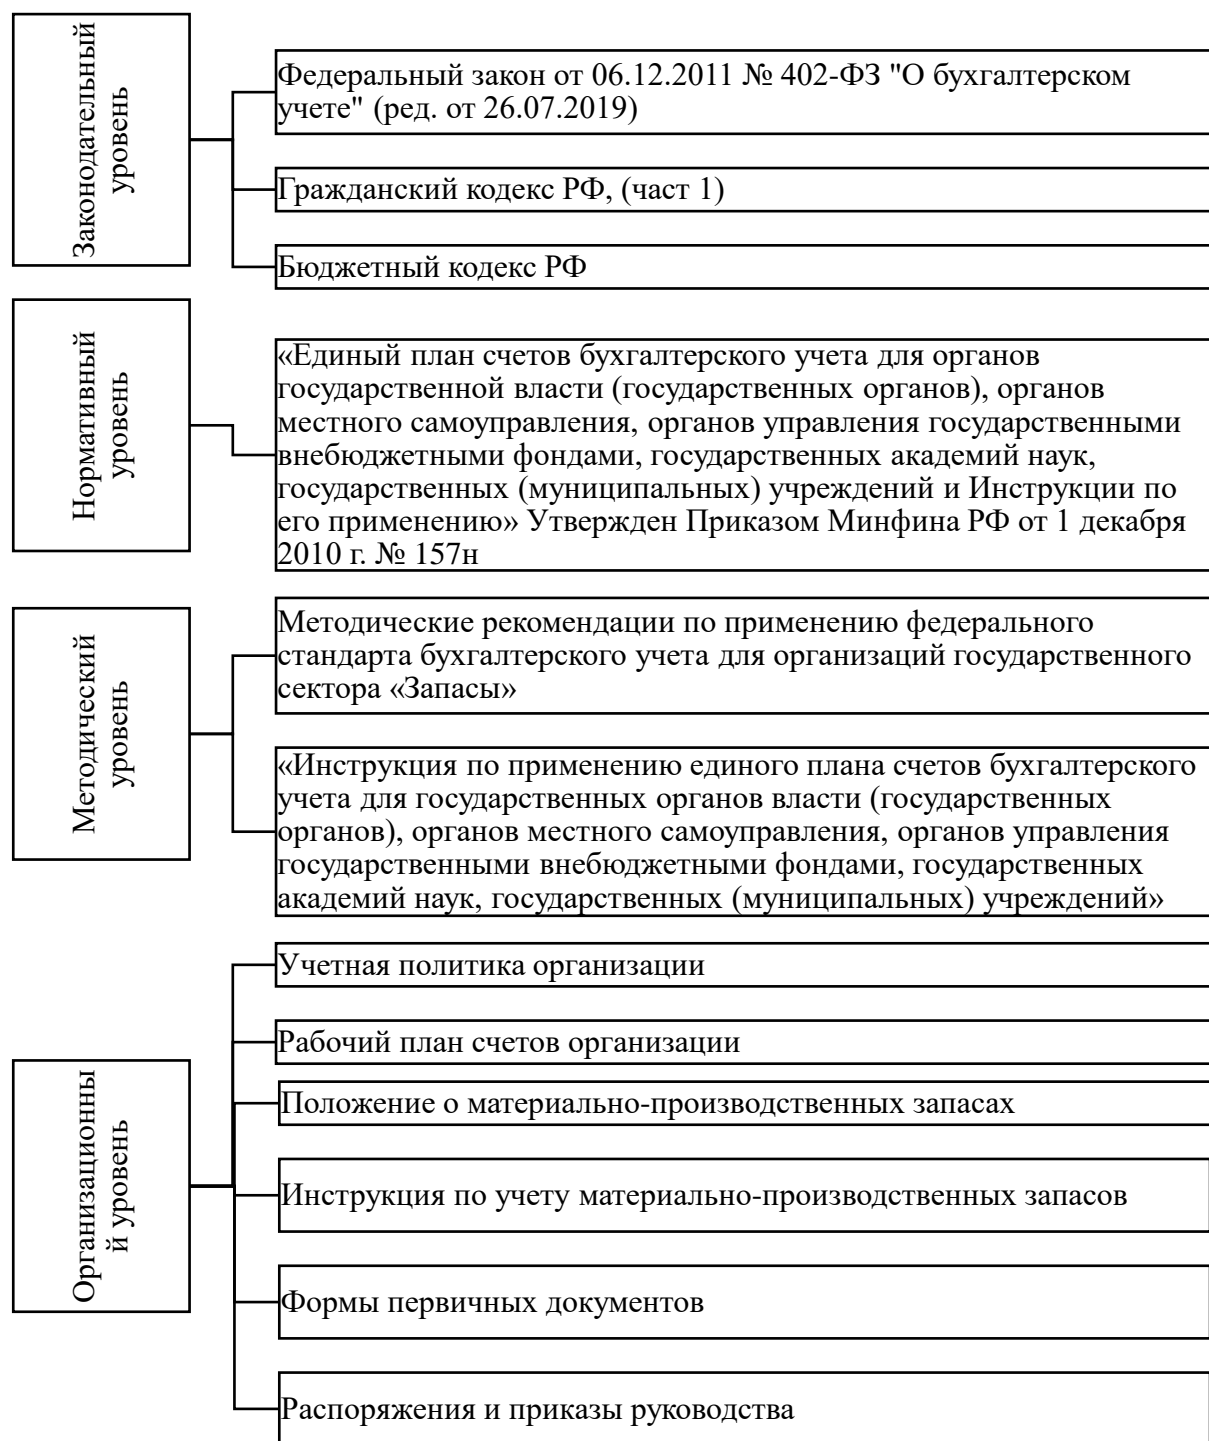 Законодательный
уровень
Федеральный закон от 06.12.2011 № 402-ФЗ "О бухгалтерском
учете" (ред. от 26.07.2019)
Гражданский кодекс РФ, (част 1)
Бюджетный кодекс РФ
Нормативный
уровень
«Единый план счетов бухгалтерского учета для органов
государственной власти (государственных органов), органов
местного самоуправления, органов управления государственными
внебюджетными фондами, государственных академий наук,
государственных (муниципальных) учреждений и Инструкции по
его применению» Утвержден Приказом Минфина РФ от 1 декабря
2010 г. № 157н
Методический
уровень
Методические рекомендации по применению федерального
стандарта бухгалтерского учета для организаций государственного
сектора «Запасы»
«Инструкция по применению единого плана счетов бухгалтерского
учета для государственных органов власти (государственных
органов), органов местного самоуправления, органов управления
государственными внебюджетными фондами, государственных
академий наук, государственных (муниципальных) учреждений»
Организационны
й уровень
Учетная политика организации
Рабочий план счетов организации
Положение о материально-производственных запасах
Инструкция по учету материально-производственных запасов
Формы первичных документов
Распоряжения и приказы руководства